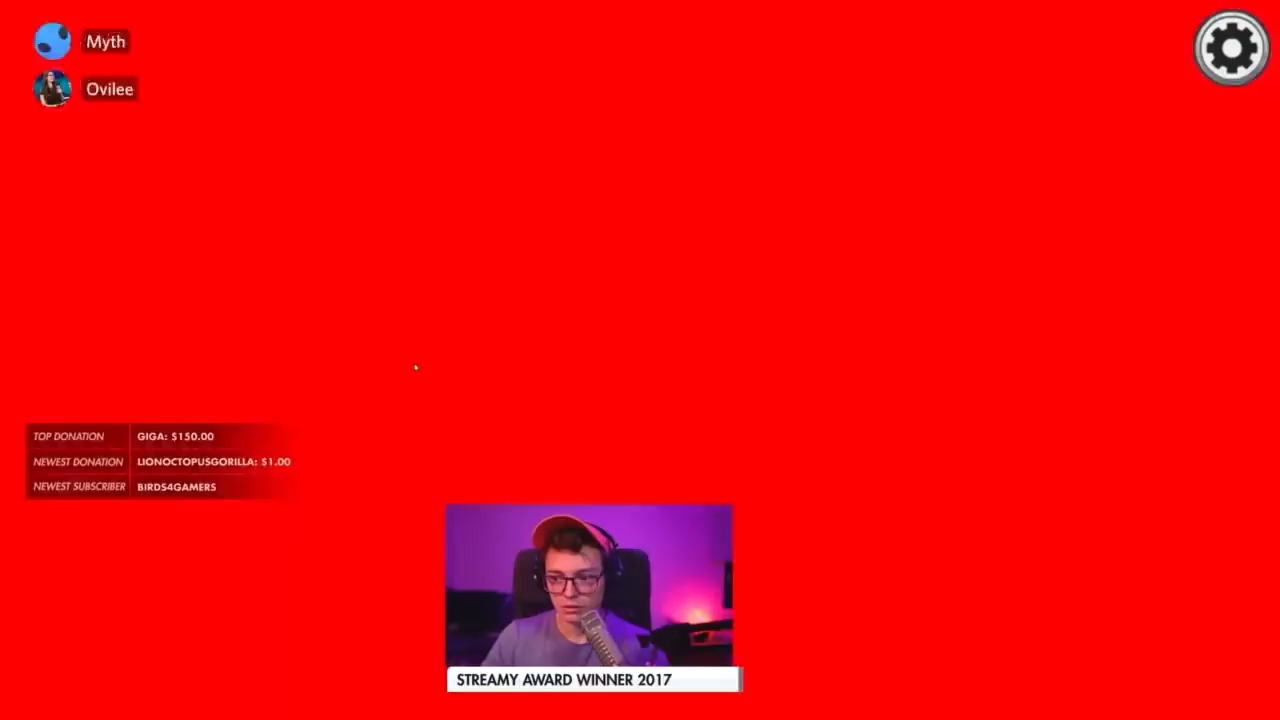 Myth
Ovilee
TOP DONATION GIGA: $150.00
NEWEST DONATION LIONOCTOPUSGORILLA: $1.00
NEWEST SUBSCRIBER BIRDS4GAMERS
STREAMY AWARD WINNER 2017